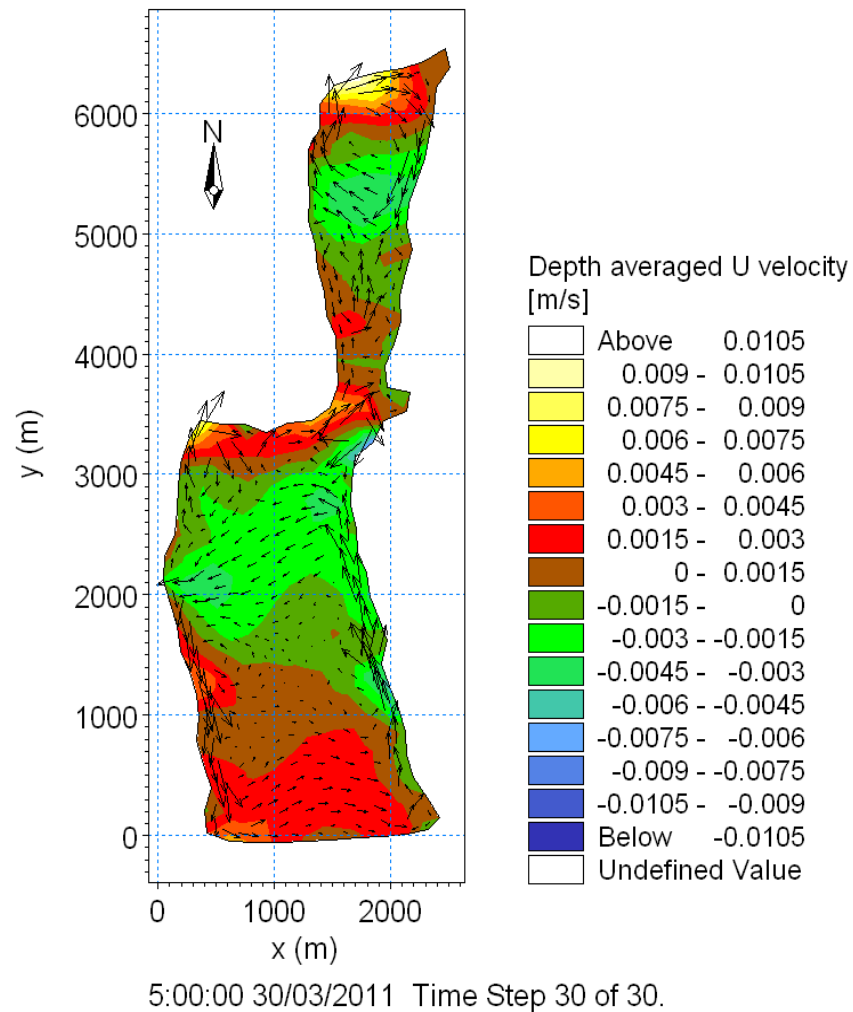 6000
5000
4000
3000
2000
1000
0
y (m)
N
0 1000 2000
x (m)
Depth averaged U velocity
[m/s]
Above 0.0105
0.009 - 0.0105
0.0075 - 0.009
0.006 - 0.0075
0.0045 - 0.006
0.003 - 0.0045
0.0015 - 0.003
0 - 0.0015
-0.0015 - 0
-0.003 - -0.0015
-0.0045 - -0.003
-0.006 - -0.0045
-0.0075 - -0.006
-0.009 - -0.0075
-0.0105 - -0.009
Below -0.0105
Undefined Value
5:00:00 30/03/2011 Time Step 30 of 30.